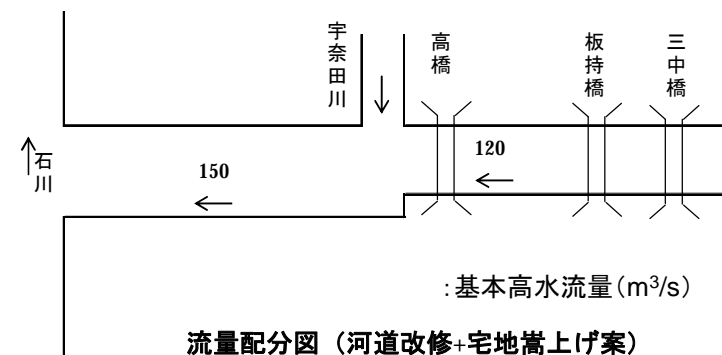 宇奈田川
高橋
板持橋
三中橋
石川
150
120
:基本高水流量(m³/s)
流量配分図（河道改修+宅地嵩上げ案）